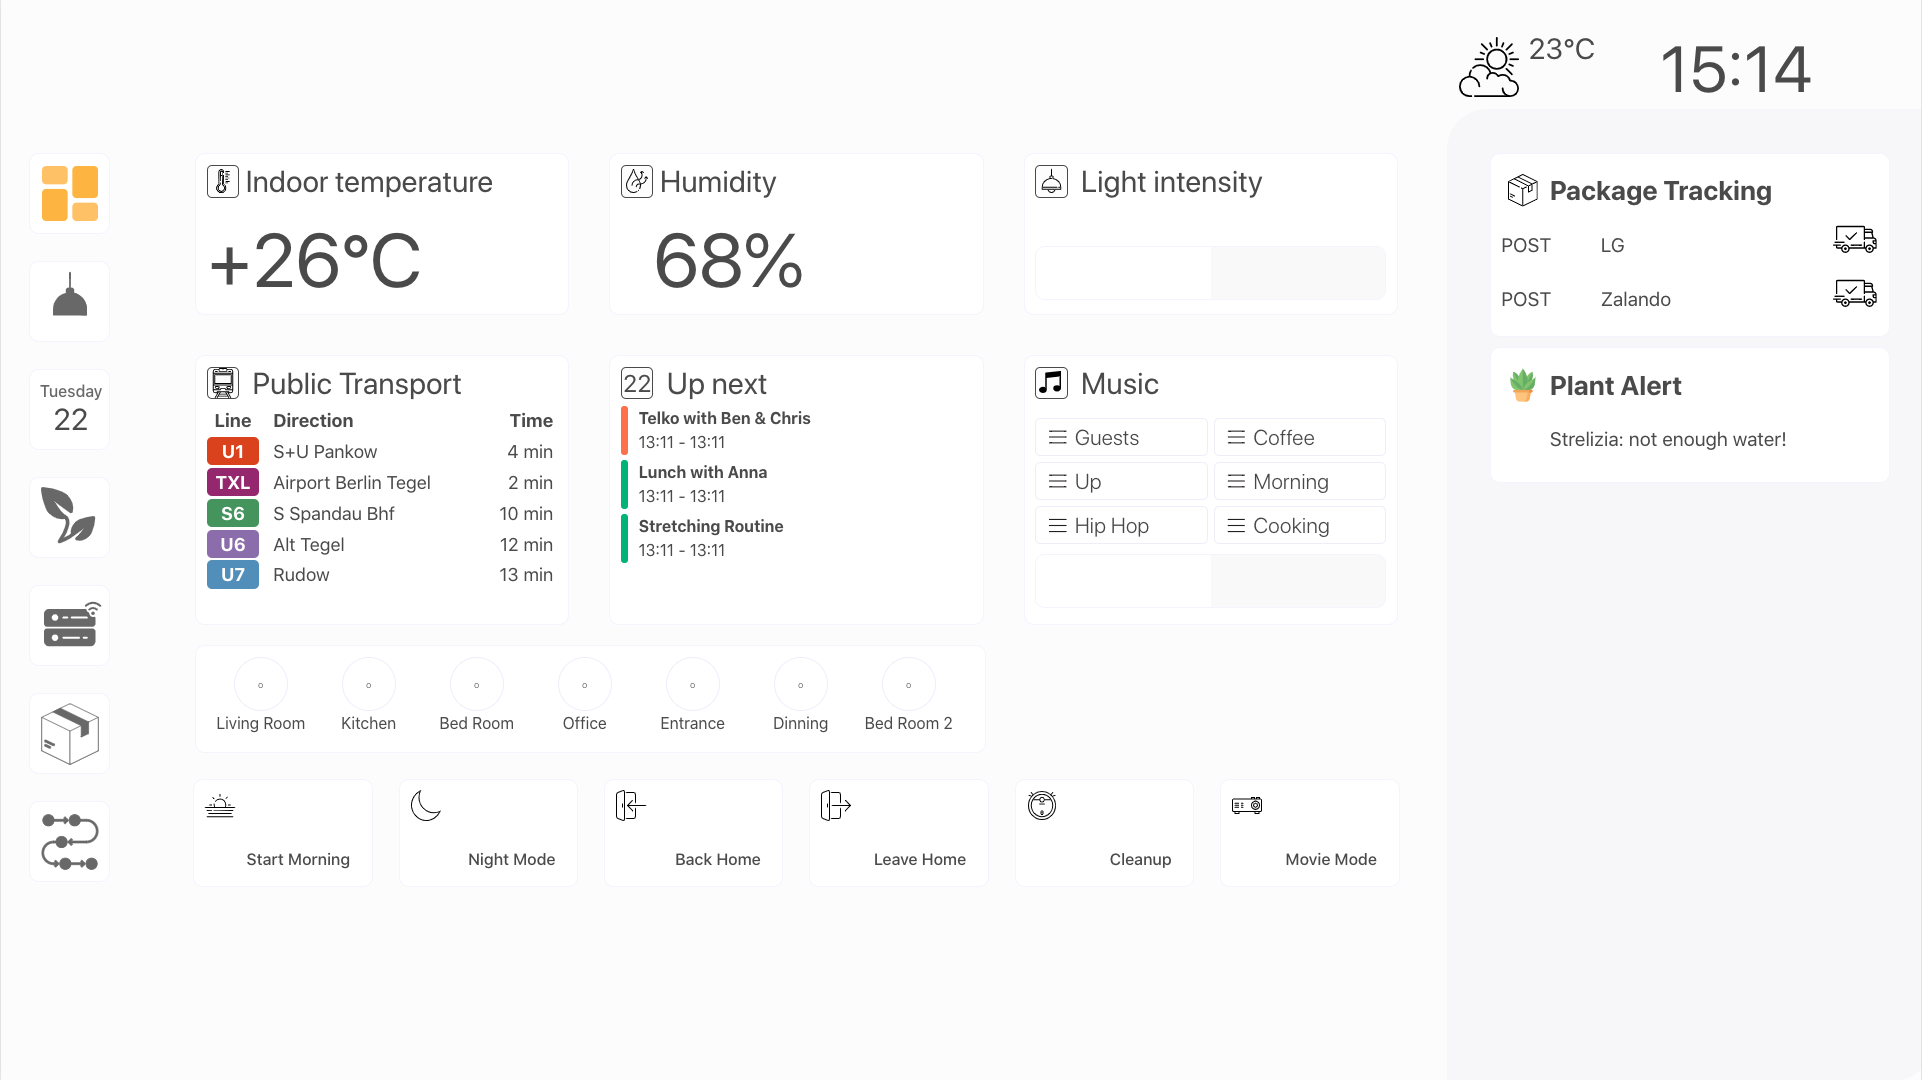 23°C
15:14
Tuesday
22
Indoor temperature
+26°C
Humidity
68%
Light intensity
Public Transport
Line Direction Time
U1 S+U Pankow 4 min
TXL Airport Berlin Tegel 2 min
S6 S Spandau Bhf 10 min
U6 Alt Tegel 12 min
U7 Rudow 13 min
22 Up next
Telko with Ben & Chris
13:11 - 13:11
Lunch with Anna
13:11 - 13:11
Stretching Routine
13:11 - 13:11
Music
Guests Coffee
Up Morning
Hip Hop Cooking
Living Room Kitchen Bed Room Office Entrance Dinning Bed Room 2
Start Morning Night Mode Back Home Leave Home Cleanup Movie Mode
Package Tracking
POST LG
POST Zalando
Plant Alert
Strelizia: not enough water!